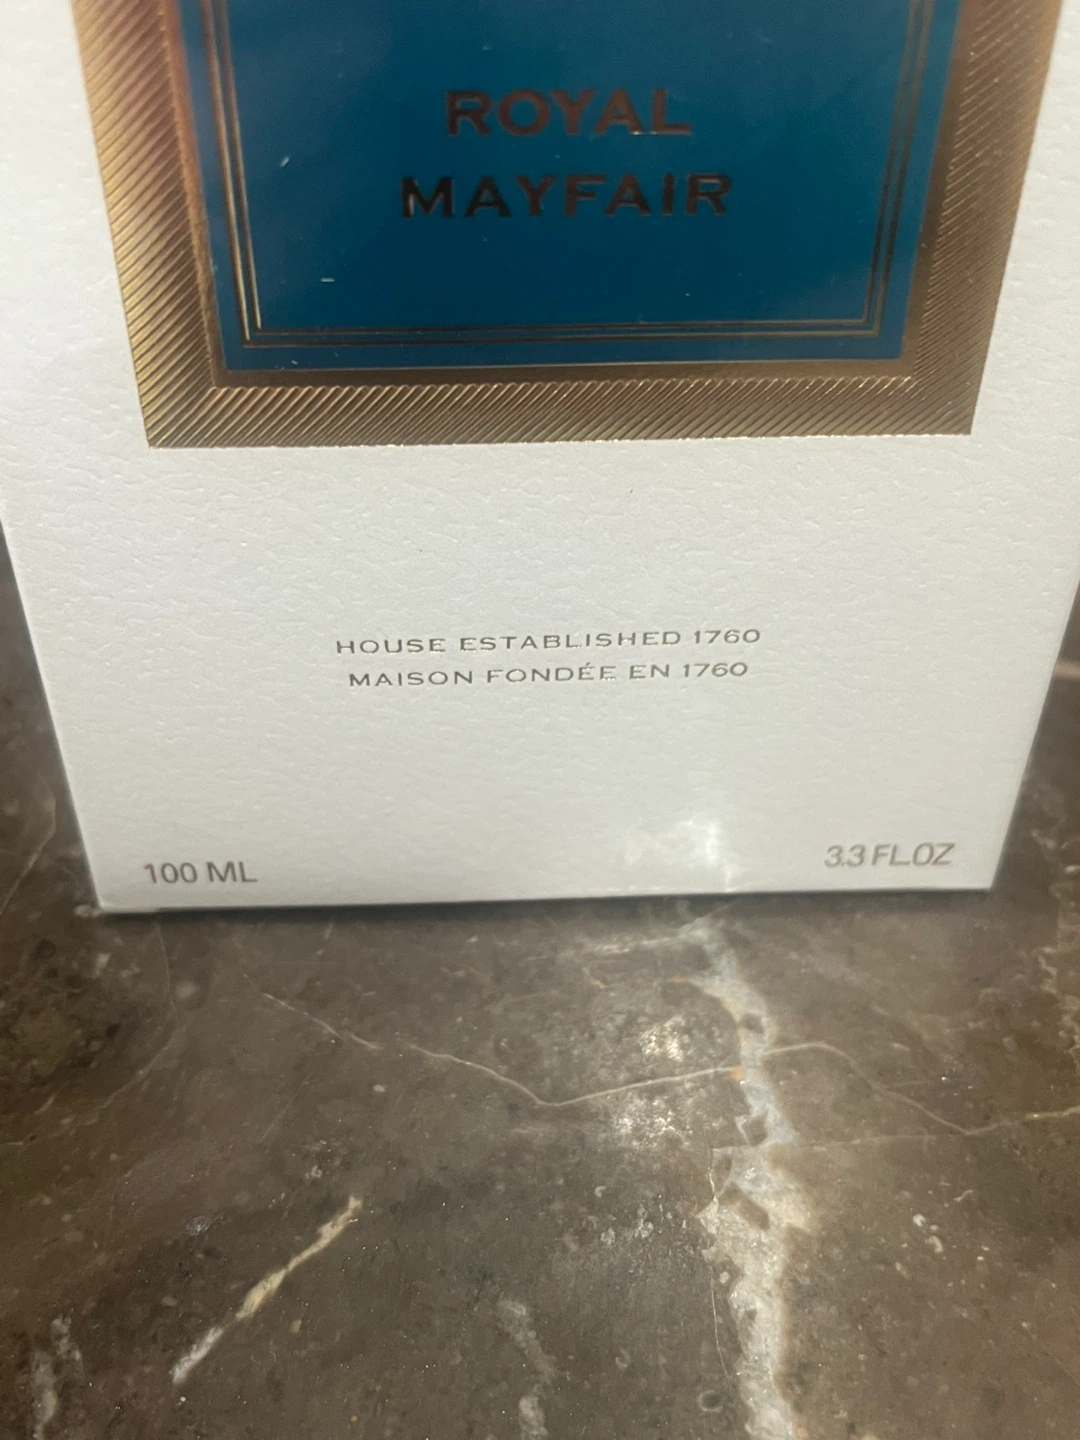 ROYAL
MAYFAIR
HOUSE ESTABLISHED 1760
MAISON FONDÉE EN 1760
100 ML
3.3 FL.OZ